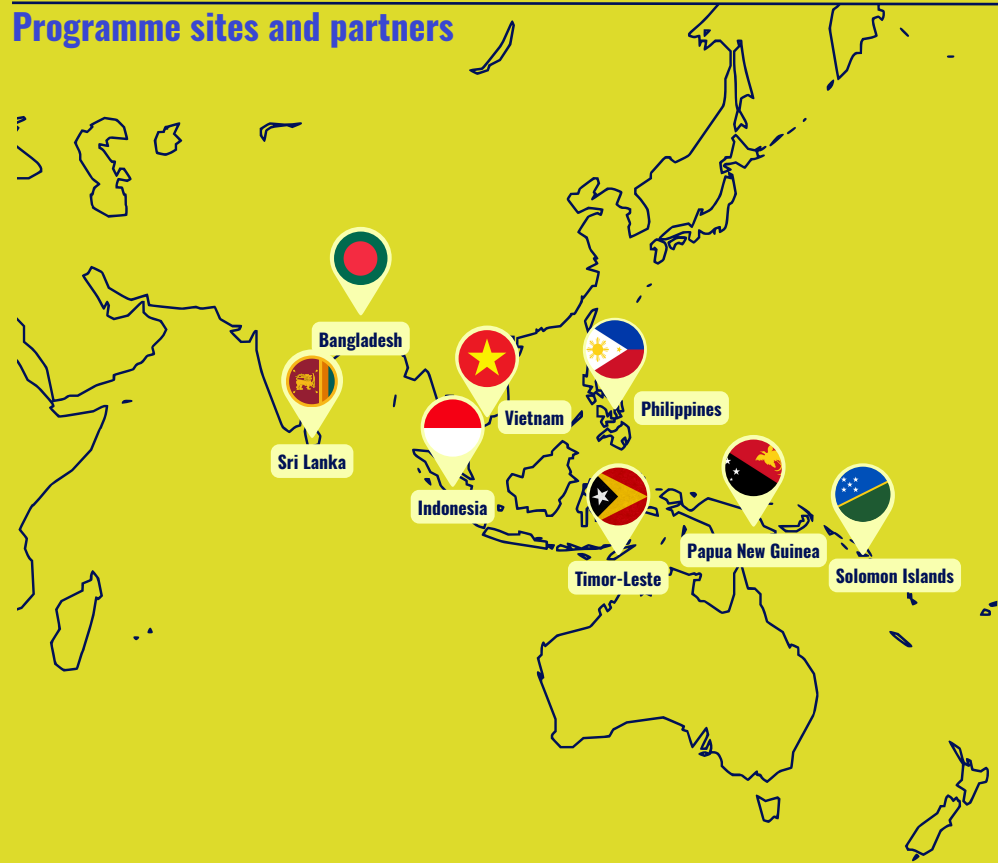 Programme sites and partners
Bangladesh
Vietnam
Philippines
Sri Lanka
Indonesia
Papua New Guinea
Timor-Leste
Solomon Islands